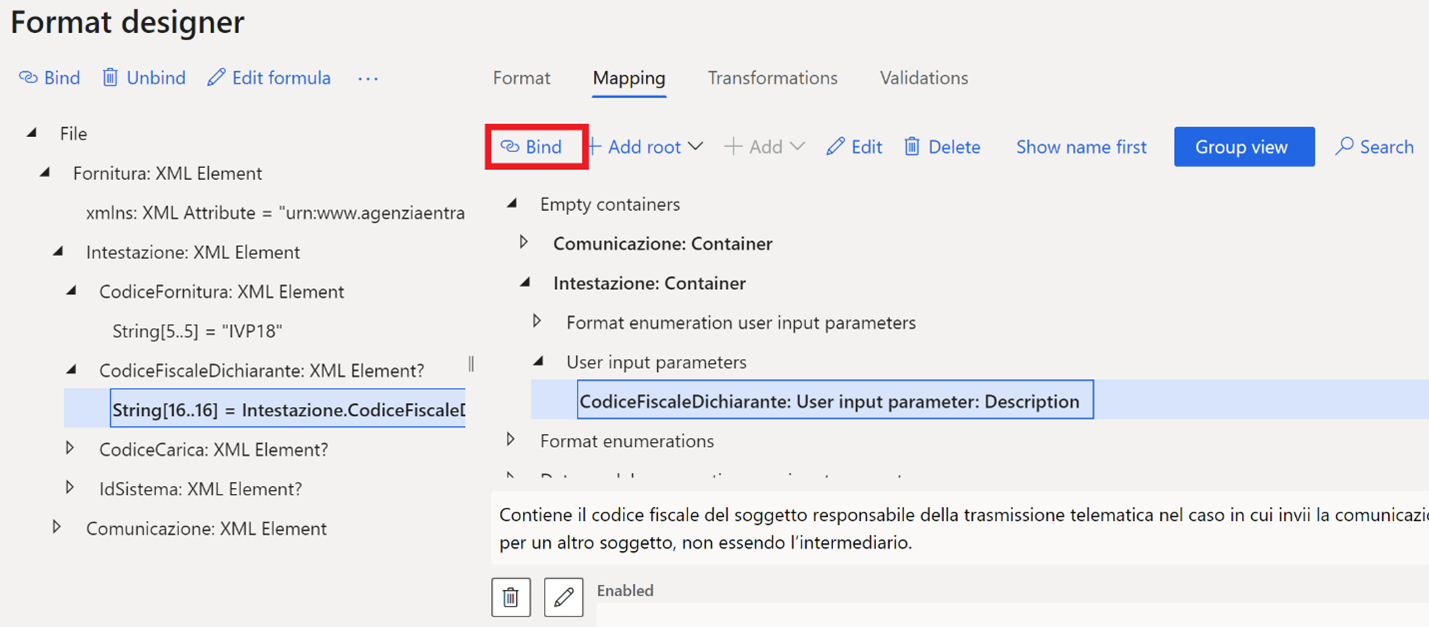 Format designer
Bind Unbind Edit formula ...
Format Mapping Transformations Validations
File
Fornitura: XML Element
xmlns: XML Attribute = "urn:www.agenziaentra
Intestazione: XML Element
CodiceFornitura: XML Element
String[5..5] = "IVP18"
CodiceFiscaleDichiarante: XML Element?
String[16..16] = Intestazione.CodiceFiscaleD
CodiceCarica: XML Element?
IdSistema: XML Element?
Comunicazione: XML Element
Bind + Add root + Add Edit Delete Show name first Group view Search
Empty containers
Comunicazione: Container
Intestazione: Container
Format enumeration user input parameters
User input parameters
CodiceFiscaleDichiarante: User input parameter: Description
Format enumerations
Contiene il codice fiscale del soggetto responsabile della trasmissione telematica nel caso in cui invii la comunicazi
per un altro soggetto, non essendo l'intermediario.
Enabled